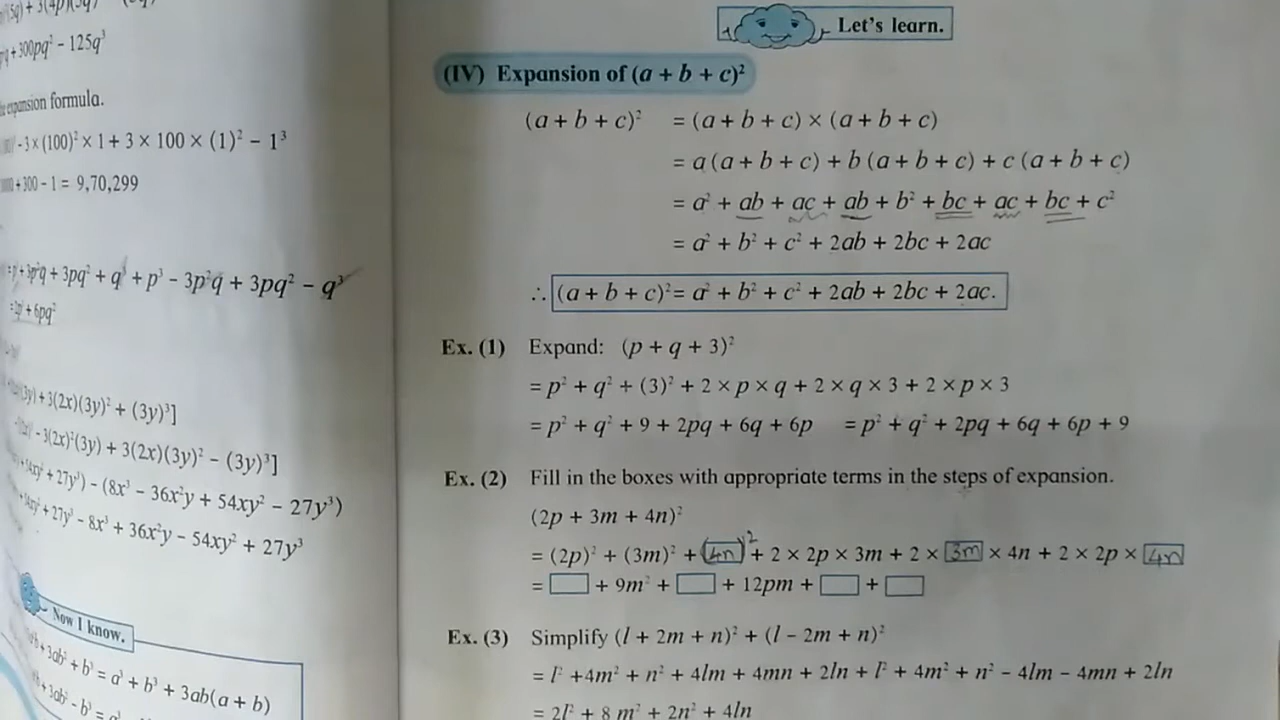 + 300pq² - 125q³
expansion formula.
- 3 × (100)² × 1 + 3 × 100 × (1)² - 1³
+ 300 - 1 = 9,70,299
+ 3pq² + q³ + p³ - 3p²q + 3pq² - q³
+ 6pq²
(3y) + 3(2x)(3y)² + (3y)³]
- 3(2x)²(3y) + 3(2x)(3y)² - (3y)³]
+ 27y³) - (8x³ - 36x²y + 54xy² - 27y³)
+ 27y³ - 8x³ + 36x²y - 54xy² + 27y³
Now I know.
+ 3ab² + b³ = a³ + b³ + 3ab(a + b)
Let's learn.
(IV) Expansion of (a + b + c)²
(a + b + c)² = (a + b + c) × (a + b + c)
= a (a + b + c) + b (a + b + c) + c (a + b + c)
= a² + ab + ac + ab + b² + bc + ac + bc + c²
= a² + b² + c² + 2ab + 2bc + 2ac
∴ (a + b + c)² = a² + b² + c² + 2ab + 2bc + 2ac.
Ex. (1) Expand: (p + q + 3)²
= p² + q² + (3)² + 2 × p × q + 2 × q × 3 + 2 × p × 3
= p² + q² + 9 + 2pq + 6q + 6p = p² + q² + 2pq + 6q + 6p + 9
Ex. (2) Fill in the boxes with appropriate terms in the steps of expansion.
(2p + 3m + 4n)²
= (2p)² + (3m)² + (4n)² + 2 × 2p × 3m + 2 × 3m × 4n + 2 × 2p × 4n
= □ + 9m² + □ + 12pm + □ + □
Ex. (3) Simplify (l + 2m + n)² + (l - 2m + n)²
= l² + 4m² + n² + 4lm + 4mn + 2ln + l² + 4m² + n² - 4lm - 4mn + 2ln
= 2l² + 8m² + 2n² + 4ln